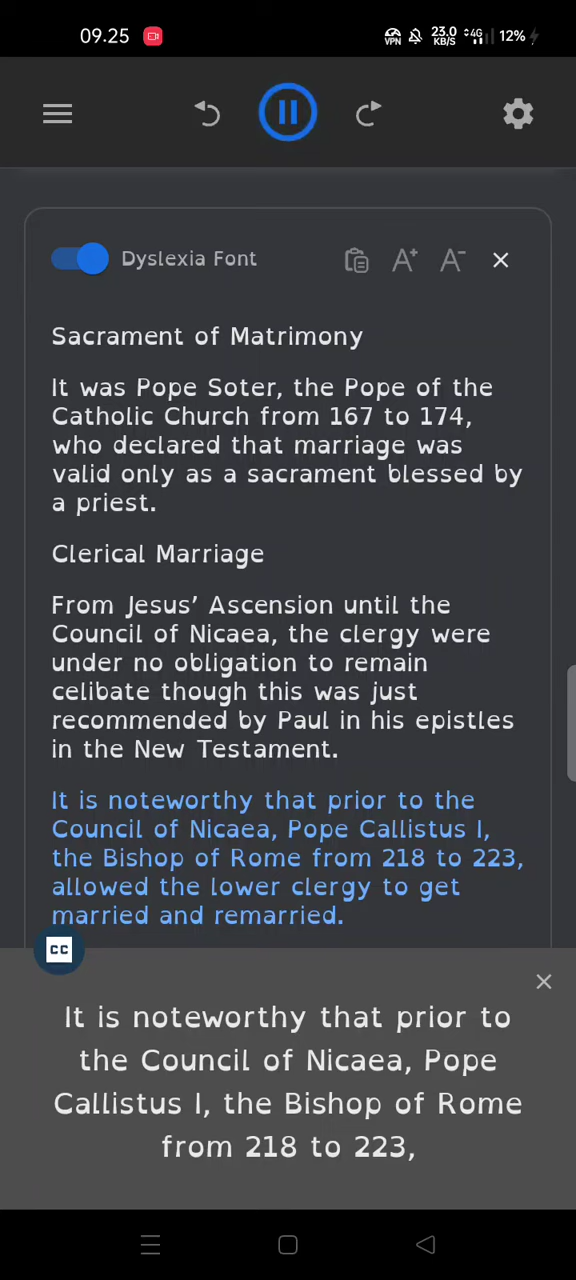 09.25
VPN
23.0
KB/S
4G
12%
Dyslexia Font
A+
A-
Sacrament of Matrimony
It was Pope Soter, the Pope of the
Catholic Church from 167 to 174,
who declared that marriage was
valid only as a sacrament blessed by
a priest.
Clerical Marriage
From Jesus’ Ascension until the
Council of Nicaea, the clergy were
under no obligation to remain
celibate though this was just
recommended by Paul in his epistles
in the New Testament.
It is noteworthy that prior to the
Council of Nicaea, Pope Callistus I,
the Bishop of Rome from 218 to 223,
allowed the lower clergy to get
married and remarried.
CC
It is noteworthy that prior to
the Council of Nicaea, Pope
Callistus I, the Bishop of Rome
from 218 to 223,